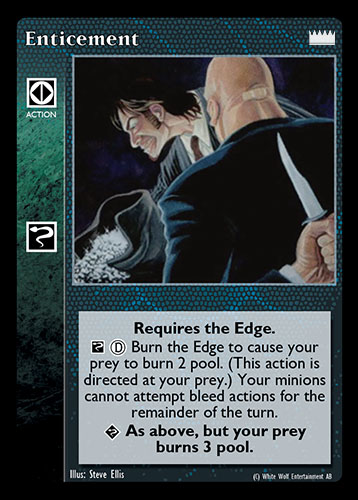 Enticement
ACTION
Requires the Edge.
D Burn the Edge to cause your
prey to burn 2 pool. (This action is
directed at your prey.) Your minions
cannot attempt bleed actions for the
remainder of the turn.
As above, but your prey
burns 3 pool.
Illus: Steve Ellis
(C) White Wolf Entertainment AB